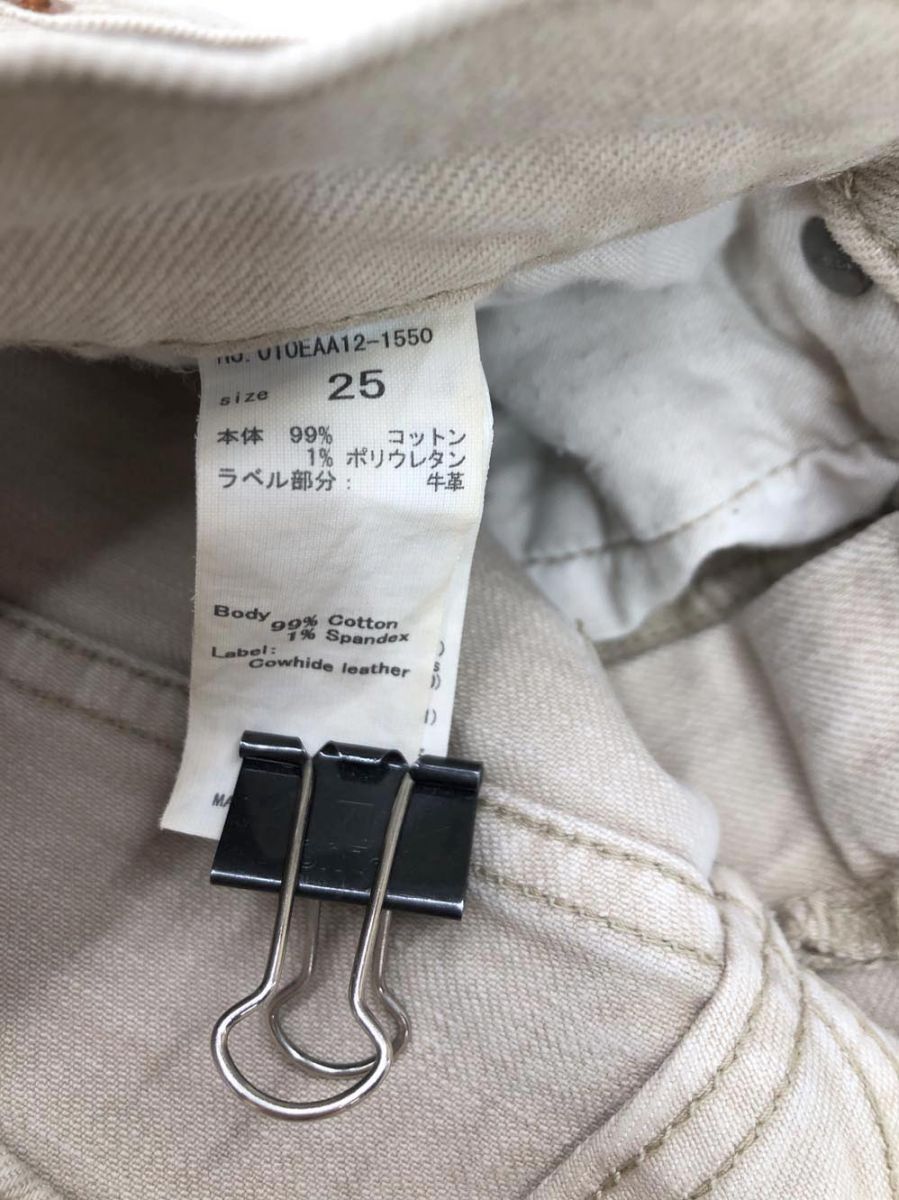 NO. 010EAA12-1550
size 25
本体 99% コットン
1% ポリウレタン
ラベル部分: 牛革
Body
99% Cotton
1% Spandex
Label:
Cowhide leather